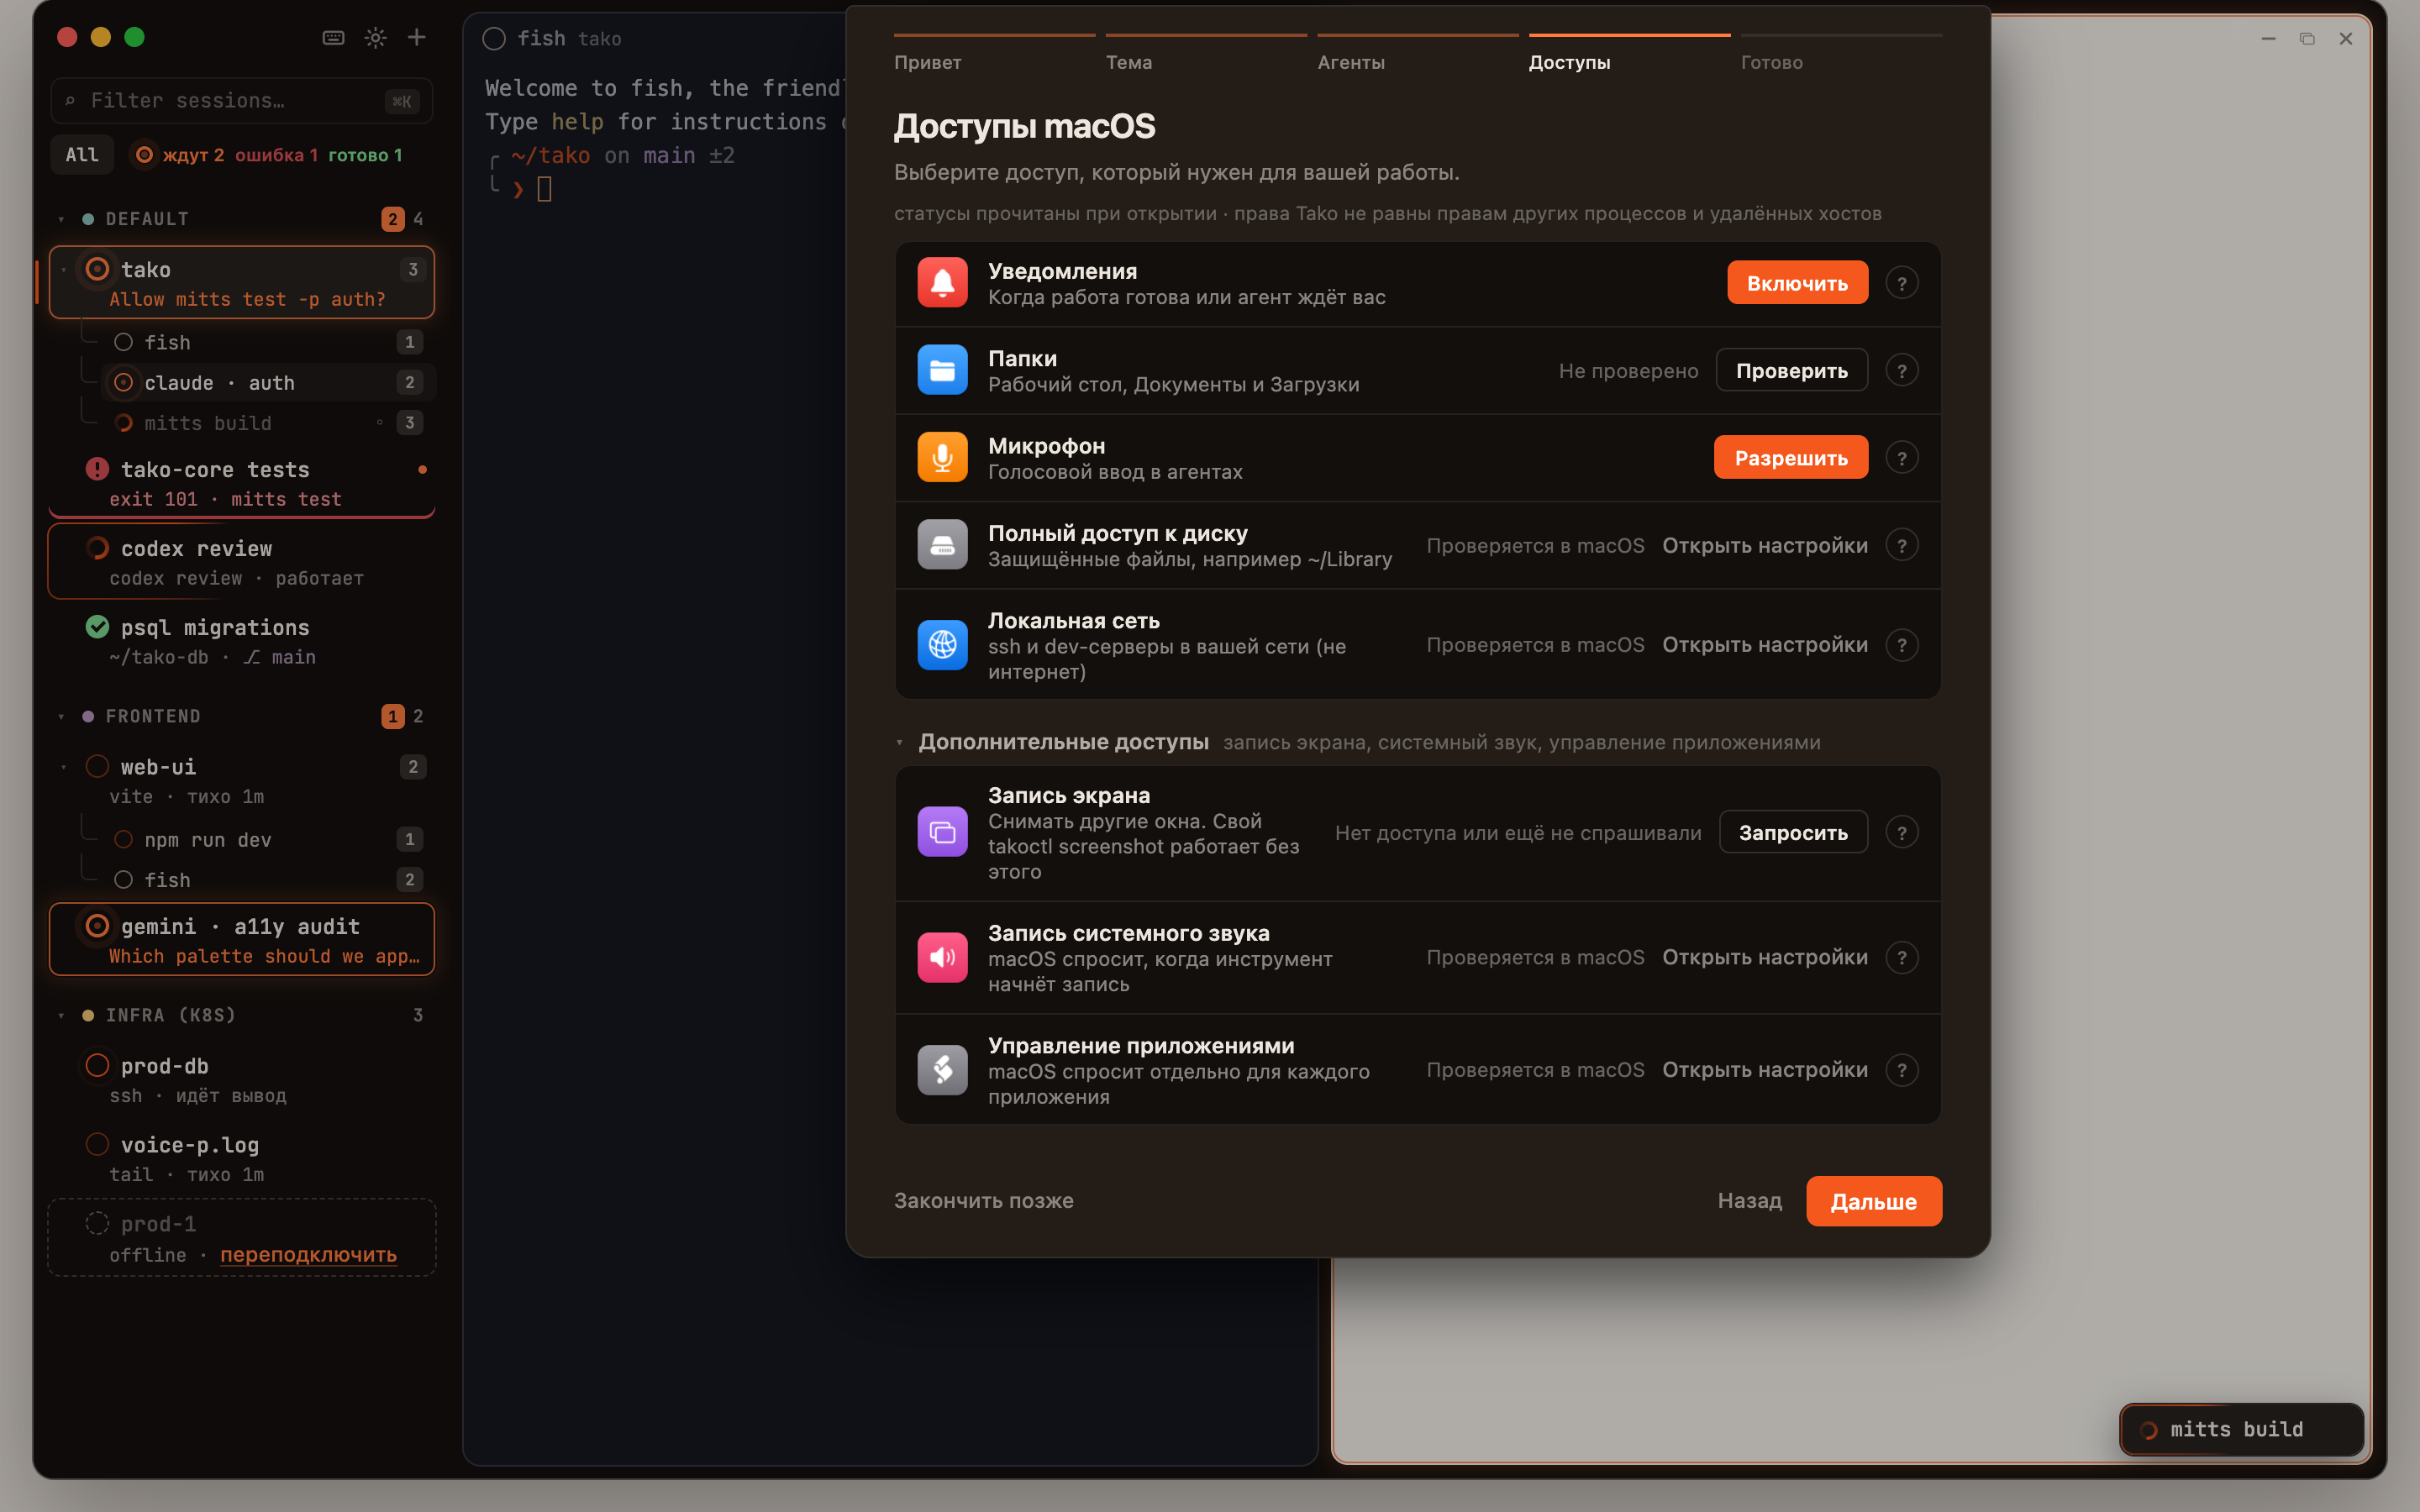 Filter sessions…
⌘K
All
ждут 2 ошибка 1 готово 1
DEFAULT
2 4
tako
3
Allow mitts test -p auth?
fish
1
claude · auth
2
mitts build
3
tako-core tests
exit 101 · mitts test
codex review
codex review · работает
psql migrations
~/tako-db · ⎇ main
FRONTEND
1 2
web-ui
2
vite · тихо 1m
npm run dev
1
fish
2
gemini · a11y audit
Which palette should we app…
INFRA (K8S)
3
prod-db
ssh · идёт вывод
voice-p.log
tail · тихо 1m
prod-1
offline · переподключить
fish tako
Welcome to fish, the friend
Type help for instructions
~/tako on main ±2
❯
Привет
Тема
Агенты
Доступы
Готово
Доступы macOS
Выберите доступ, который нужен для вашей работы.
статусы прочитаны при открытии · права Tako не равны правам других процессов и удалённых хостов
Уведомления
Когда работа готова или агент ждёт вас
Включить
?
Папки
Рабочий стол, Документы и Загрузки
Не проверено
Проверить
?
Микрофон
Голосовой ввод в агентах
Разрешить
?
Полный доступ к диску
Защищённые файлы, например ~/Library
Проверяется в macOS
Открыть настройки
?
Локальная сеть
ssh и dev-серверы в вашей сети (не
интернет)
Проверяется в macOS
Открыть настройки
?
Дополнительные доступы запись экрана, системный звук, управление приложениями
Запись экрана
Снимать другие окна. Свой
takoctl screenshot работает без
этого
Нет доступа или ещё не спрашивали
Запросить
?
Запись системного звука
macOS спросит, когда инструмент
начнёт запись
Проверяется в macOS
Открыть настройки
?
Управление приложениями
macOS спросит отдельно для каждого
приложения
Проверяется в macOS
Открыть настройки
?
Закончить позже
Назад
Дальше
mitts build